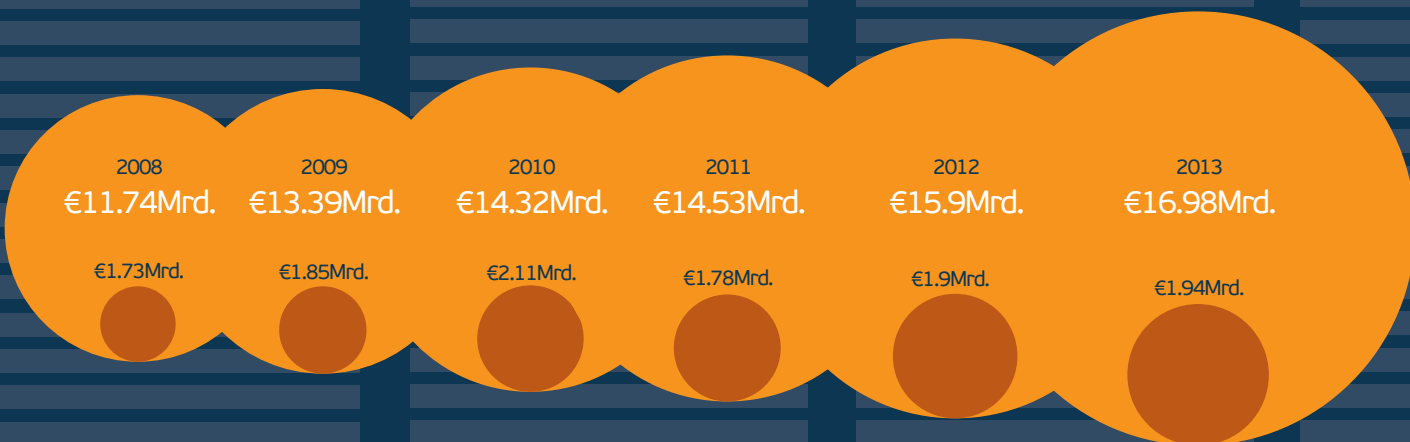 2008
€11.74Mrd.
€1.73Mrd.
2009
€13.39Mrd.
€1.85Mrd.
2010
€14.32Mrd.
€2.11Mrd.
2011
€14.53Mrd.
€1.78Mrd.
2012
€15.9Mrd.
€1.9Mrd.
2013
€16.98Mrd.
€1.94Mrd.